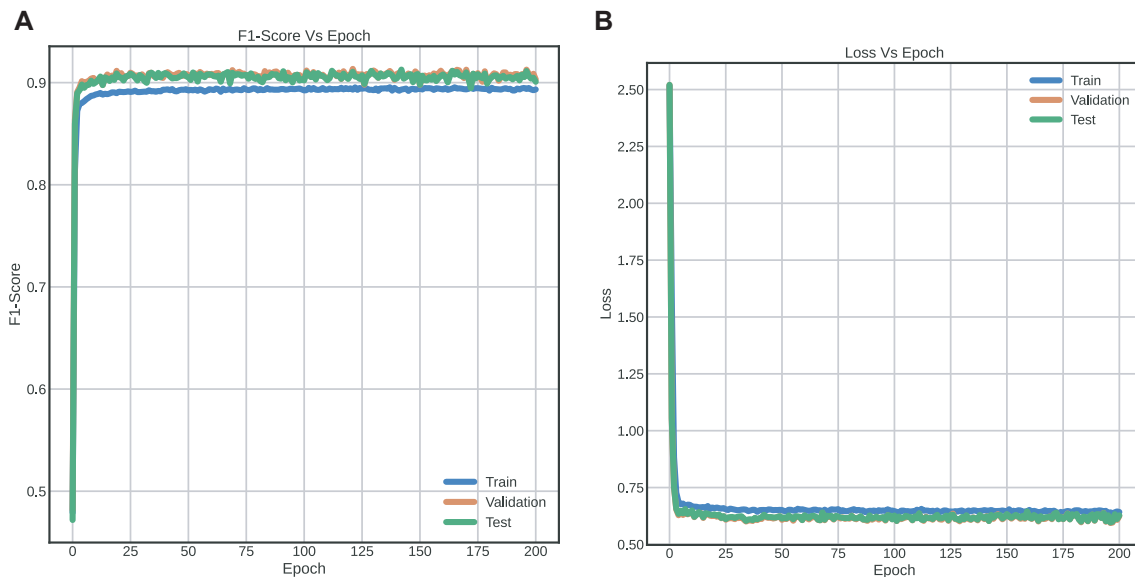 A
F1-Score Vs Epoch
F1-Score
0.9
0.8
0.7
0.6
0.5
Train
Validation
Test
0 25 50 75 100 125 150 175 200
Epoch
B
Loss Vs Epoch
Loss
2.50
2.25
2.00
1.75
1.50
1.25
1.00
0.75
0.50
Train
Validation
Test
0 25 50 75 100 125 150 175 200
Epoch